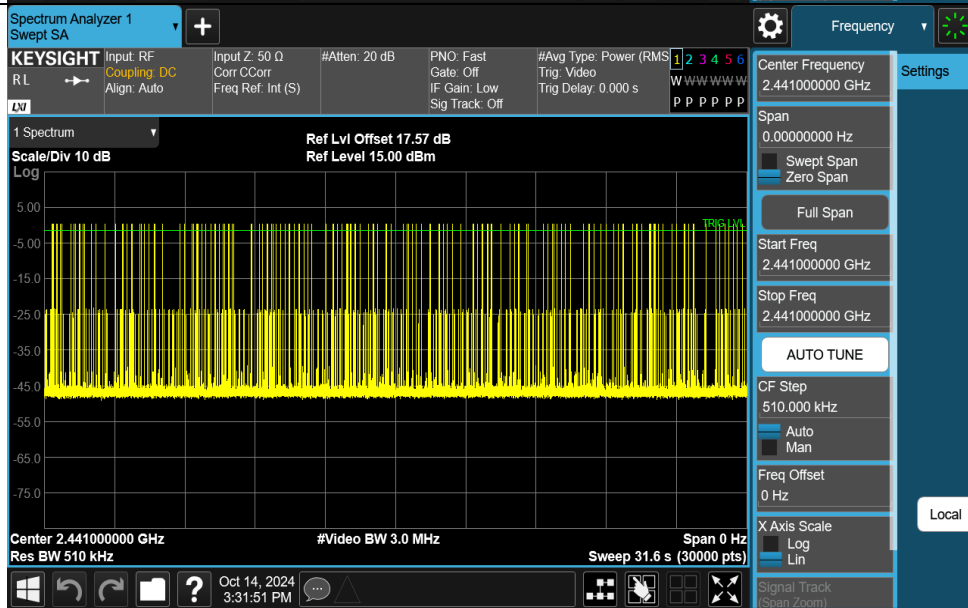 Spectrum Analyzer 1
Swept SA
+
Frequency
KEYSIGHT
RL
LXI
Input: RF
Coupling: DC
Align: Auto
Input Z: 50 Ω
Corr CCorr
Freq Ref: Int (S)
#Atten: 20 dB
PNO: Fast
Gate: Off
IF Gain: Low
Sig Track: Off
#Avg Type: Power (RMS
Trig: Video
Trig Delay: 0.000 s
1 2 3 4 5 6
W W W W W W
P P P P P P
1 Spectrum
Scale/Div 10 dB
Log
Ref Lvl Offset 17.57 dB
Ref Level 15.00 dBm
TRIG LVL
5.00
-5.00
-15.0
-25.0
-35.0
-45.0
-55.0
-65.0
-75.0
Center 2.441000000 GHz
Res BW 510 kHz
#Video BW 3.0 MHz
Span 0 Hz
Sweep 31.6 s (30000 pts)
?
Oct 14, 2024
3:31:51 PM
Center Frequency
2.441000000 GHz
Span
0.00000000 Hz
Swept Span
Zero Span
Full Span
Start Freq
2.441000000 GHz
Stop Freq
2.441000000 GHz
AUTO TUNE
CF Step
510.000 kHz
Auto
Man
Freq Offset
0 Hz
X Axis Scale
Log
Lin
Signal Track
(Span Zoom)
Settings
Local